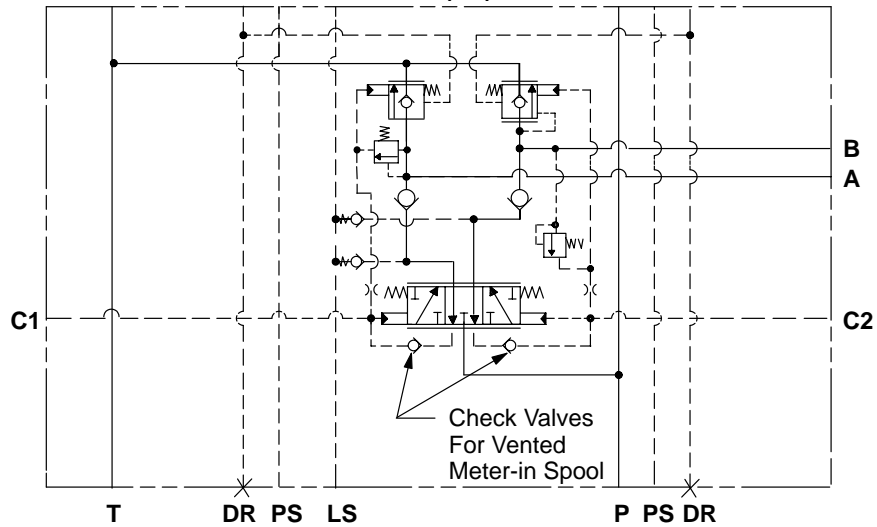 B
A
C1
C2
Check Valves
For Vented
Meter-in Spool
T DR PS LS P PS DR